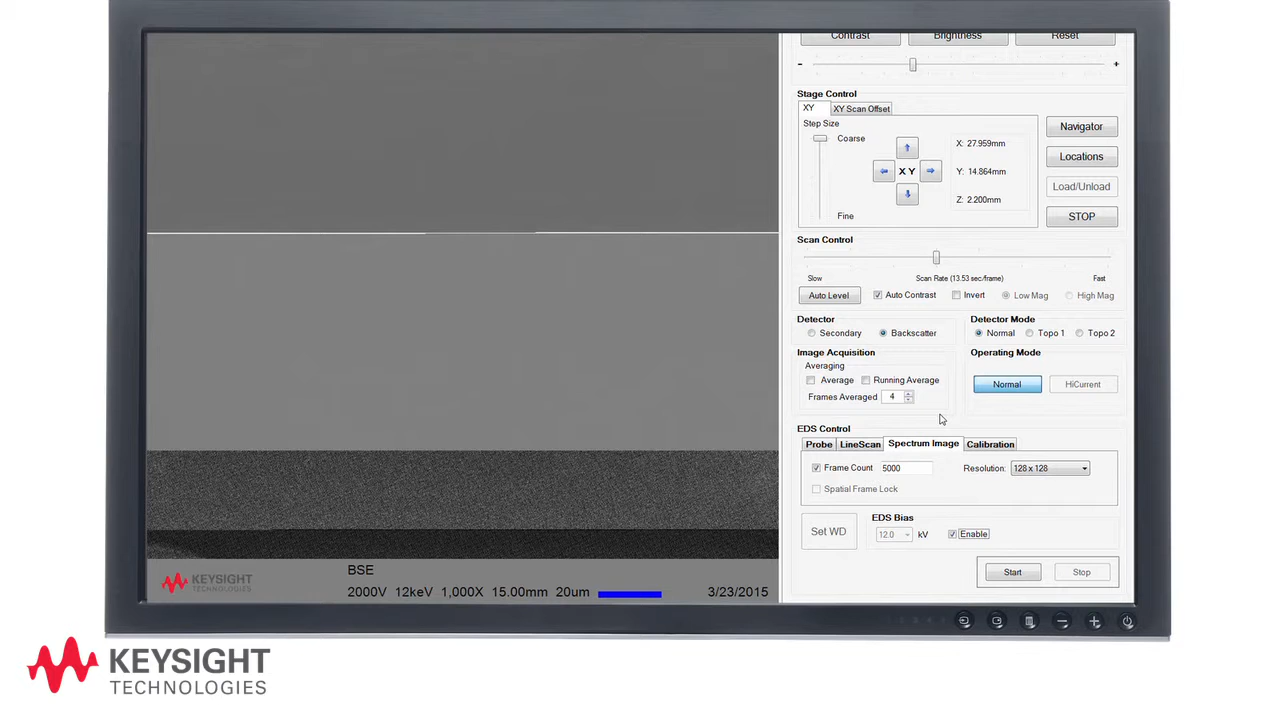 Contrast
Brightness
Reset
- +
Stage Control
XY
XY Scan Offset
Step Size
Coarse
Fine
X Y
X: 27.959mm
Y: 14.864mm
Z: 2.200mm
Navigator
Locations
Load/Unload
STOP
Scan Control
Slow
Scan Rate (13.53 sec/frame)
Fast
Auto Level
Auto Contrast
Invert
Low Mag
High Mag
Detector
Secondary
Backscatter
Detector Mode
Normal
Topo 1
Topo 2
Image Acquisition
Averaging
Average
Running Average
Frames Averaged 4
Operating Mode
Normal
HiCurrent
EDS Control
Probe
LineScan
Spectrum Image
Calibration
Frame Count 5000
Resolution: 128 x 128
Spatial Frame Lock
Set WD
EDS Bias
12.0 kV
Enable
Start
Stop
KEYSIGHT
TECHNOLOGIES
BSE
2000V 12keV 1,000X 15.00mm 20um 3/23/2015
KEYSIGHT
TECHNOLOGIES